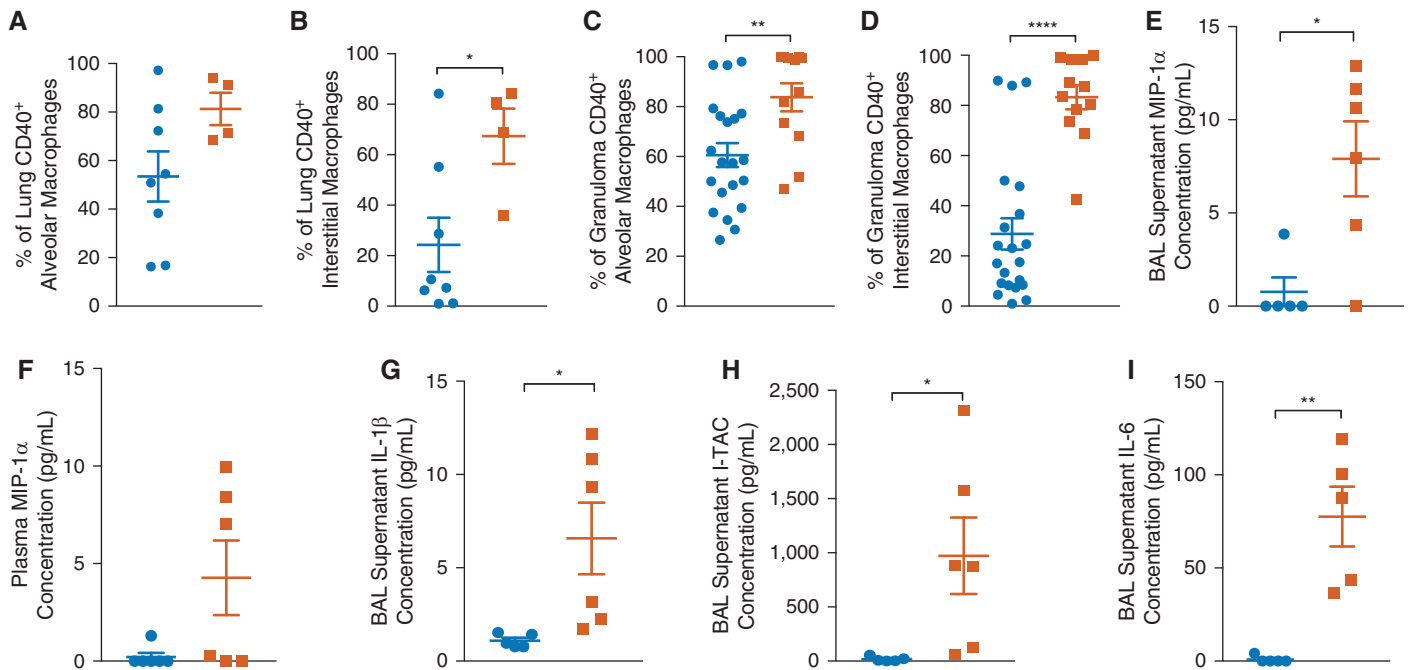 A
% of Lung CD40+
Alveolar Macrophages
100
80
60
40
20
0
B
% of Lung CD40+
Interstitial Macrophages
100
80
60
40
20
0
*
C
% of Granuloma CD40+
Alveolar Macrophages
100
80
60
40
20
0
**
D
% of Granuloma CD40+
Interstitial Macrophages
100
80
60
40
20
0
****
E
BAL Supernatant MIP-1α
Concentration (pg/mL)
15
10
5
0
*
F
Plasma MIP-1α
Concentration (pg/mL)
15
10
5
0
G
BAL Supernatant IL-1β
Concentration (pg/mL)
15
10
5
0
*
H
BAL Supernatant I-TAC
Concentration (pg/mL)
2,500
2,000
1,500
1,000
500
0
*
I
BAL Supernatant IL-6
Concentration (pg/mL)
150
100
50
0
**